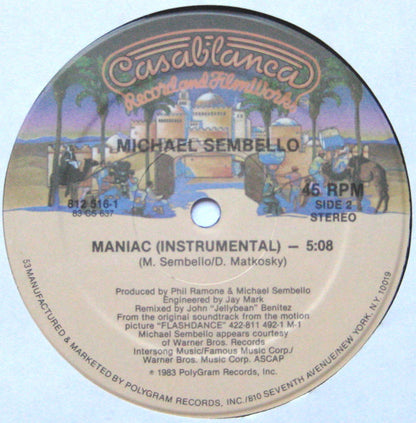 Casablanca
Record and FilmWorks
MICHAEL SEMBELLO
812 516-1
83 CS 637
45 RPM
SIDE 2
STEREO
MANIAC (INSTRUMENTAL) — 5:08
(M. Sembello/D. Matkosky)
Produced by Phil Ramone & Michael Sembello
Engineered by Jay Mark
Remixed by John "Jellybean" Benitez
From the original soundtrack from the motion
picture "FLASHDANCE" 422-811 492-1 M-1
Michael Sembello appears courtesy
of Warner Bros. Records
Intersong Music/Famous Music Corp./
Warner Bros. Music Corp. ASCAP
℗ 1983 PolyGram Records, Inc.
53 MANUFACTURED & MARKETED BY POLYGRAM RECORDS, INC./810 SEVENTH AVENUE/NEW YORK, N.Y. 10019